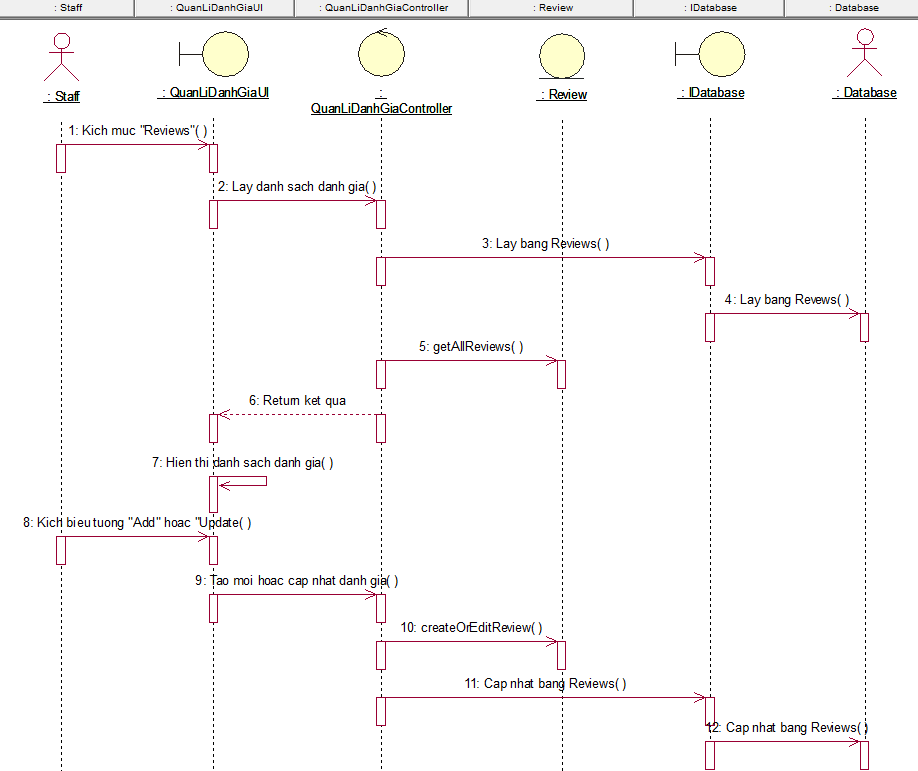 : Staff
: QuanLiDanhGiaUI
: QuanLiDanhGiaController
: Review
: IDatabase
: Database
: Staff
: QuanLiDanhGiaUI
:
QuanLiDanhGiaController
: Review
: IDatabase
: Database
1: Kich muc "Reviews"( )
2: Lay danh sach danh gia( )
3: Lay bang Reviews( )
4: Lay bang Revews( )
5: getAllReviews( )
6: Return ket qua
7: Hien thi danh sach danh gia( )
8: Kich bieu tuong "Add" hoac "Update( )
9: Tao moi hoac cap nhat danh gia( )
10: createOrEditReview( )
11: Cap nhat bang Reviews( )
12: Cap nhat bang Reviews( )